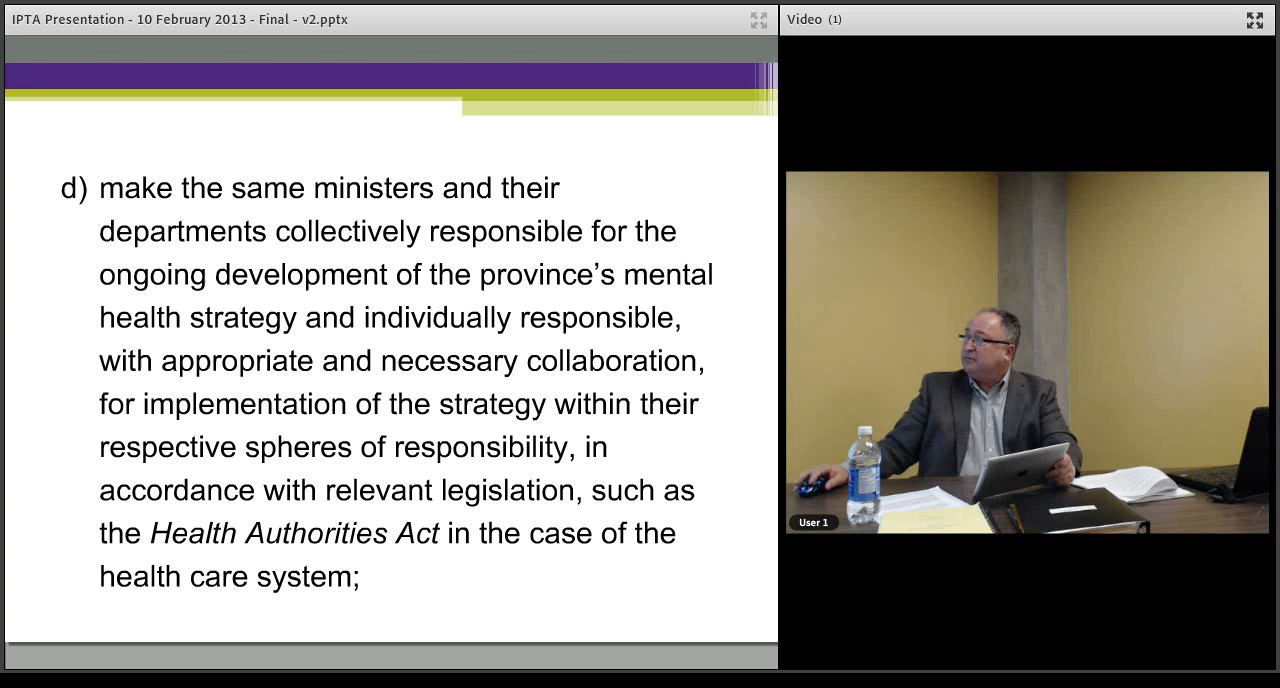 IPTA Presentation - 10 February 2013 - Final - v2.pptx
Video (1)
d) make the same ministers and their
departments collectively responsible for the
ongoing development of the province’s mental
health strategy and individually responsible,
with appropriate and necessary collaboration,
for implementation of the strategy within their
respective spheres of responsibility, in
accordance with relevant legislation, such as
the Health Authorities Act in the case of the
health care system;
User 1